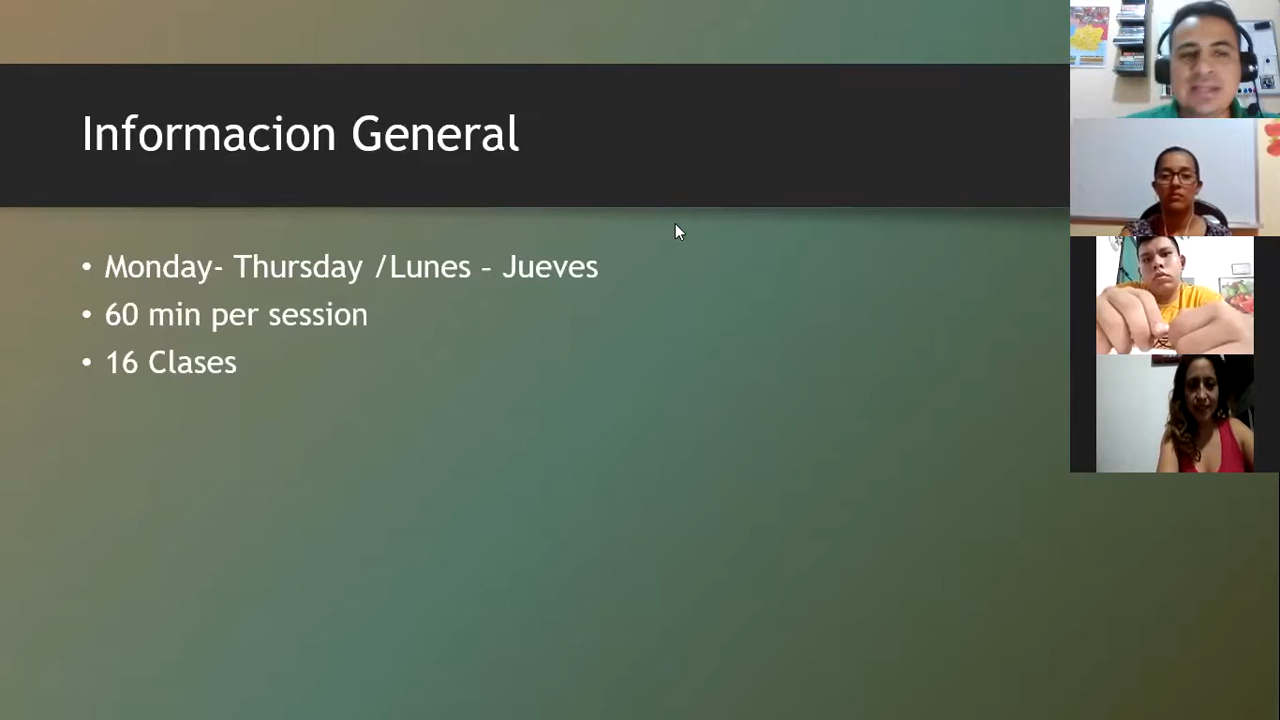 Informacion General
• Monday- Thursday /Lunes – Jueves
• 60 min per session
• 16 Clases